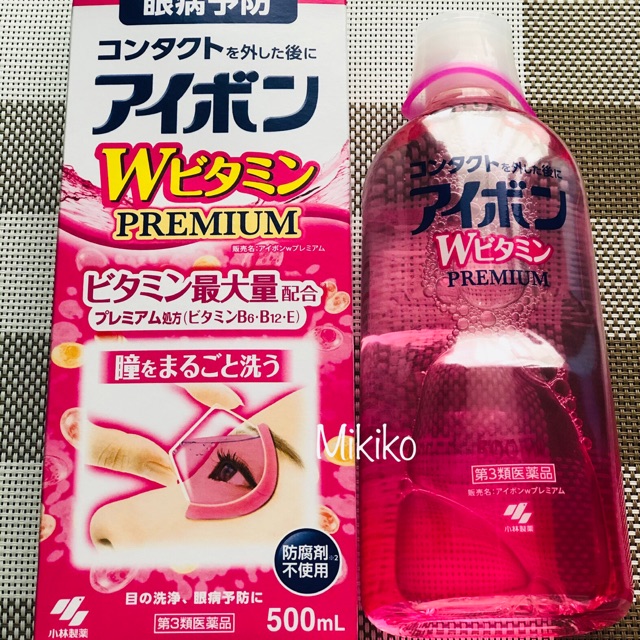 眼病予防
コンタクトを外した後に
アイボン
Wビタミン
PREMIUM
販売名:アイボンwプレミアム
ビタミン最大量配合
プレミアム処方(ビタミンB6・B12・E)
瞳をまるごと洗う
防腐剤※2
不使用
目の洗浄、眼病予防に
第3類医薬品
500mL
小林製薬
コンタクトを外した後に
アイボン
Wビタミン
PREMIUM
第3類医薬品
販売名:アイボンwプレミアム
小林製薬
Mikiko